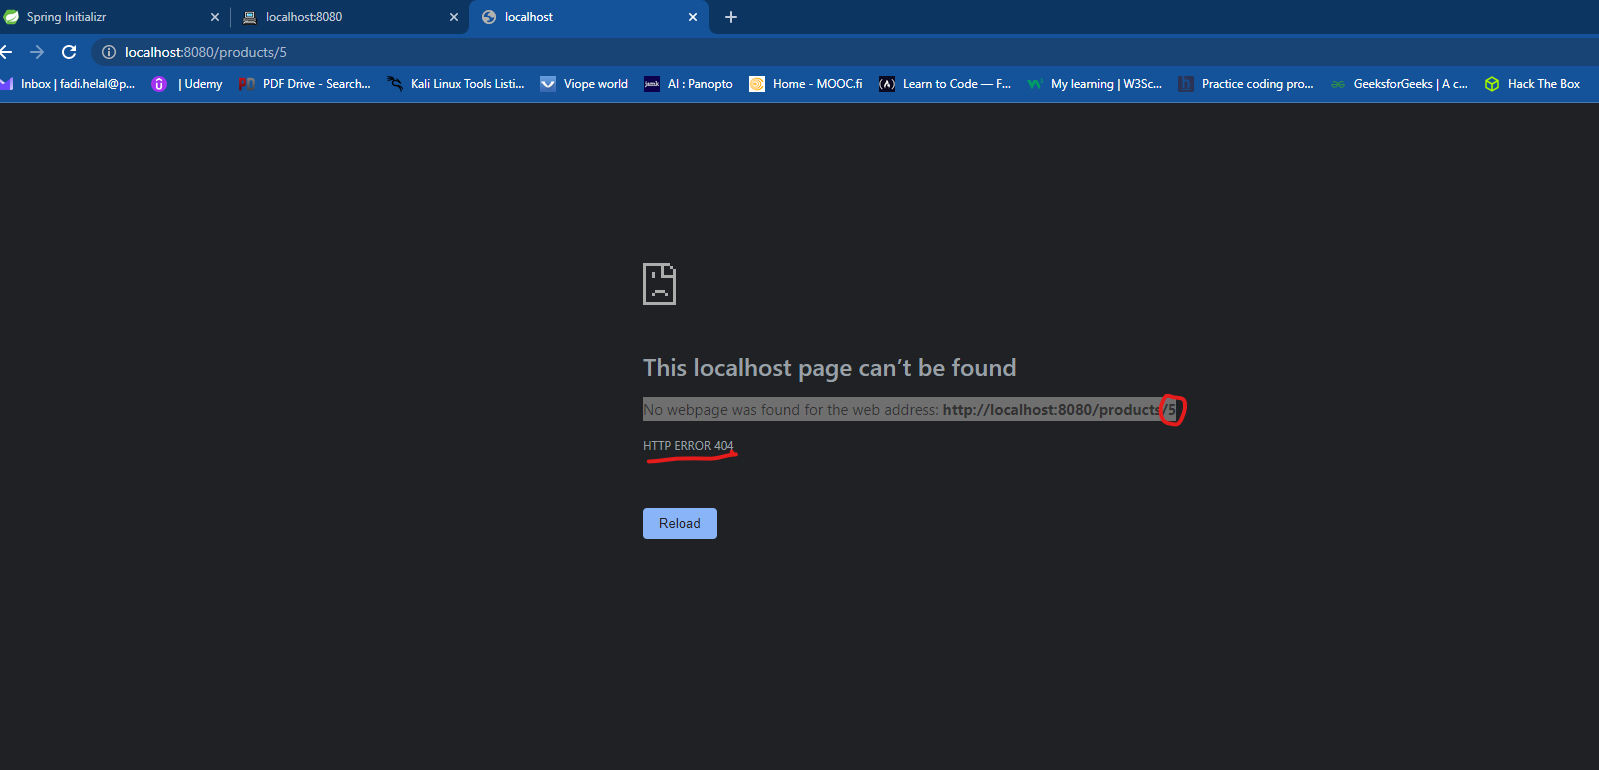 Spring Initializr
localhost:8080
localhost
localhost:8080/products/5
Inbox | fadi.helal@p... | Udemy PDF Drive - Search... Kali Linux Tools Listi... Viope world jamk AI : Panopto Home - MOOC.fi Learn to Code — F... My learning | W3Sc... Practice coding pro... GeeksforGeeks | A c... Hack The Box
This localhost page can't be found
No webpage was found for the web address: http://localhost:8080/products/5
HTTP ERROR 404
Reload